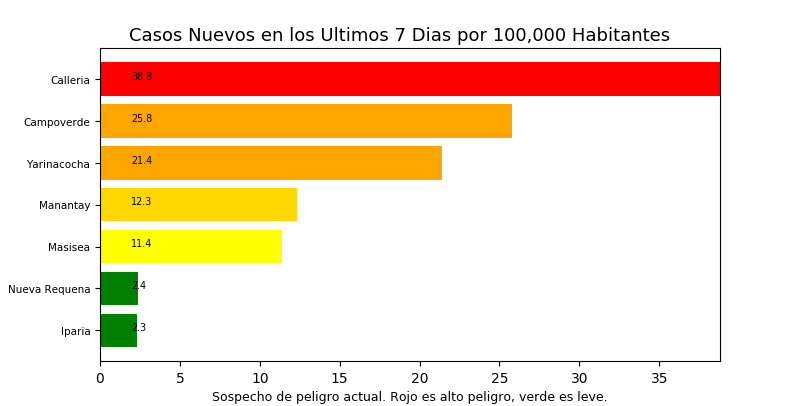 Casos Nuevos en los Ultimos 7 Dias por 100,000 Habitantes
Calleria 38.8
Campoverde 25.8
Yarinacocha 21.4
Manantay 12.3
Masisea 11.4
Nueva Requena 2.4
Iparia 2.3
0 5 10 15 20 25 30 35
Sospecho de peligro actual. Rojo es alto peligro, verde es leve.